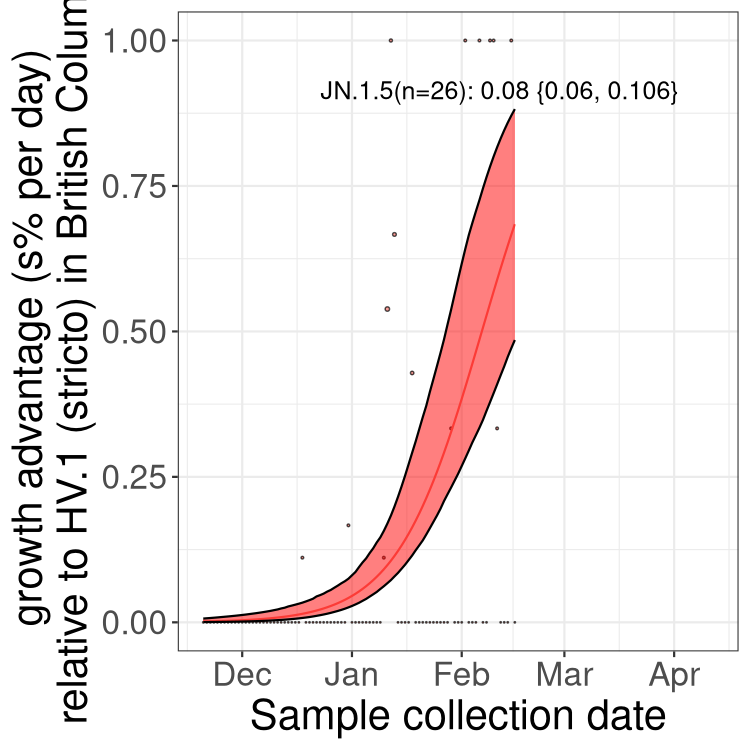 growth advantage (s% per day)
relative to HV.1 (stricto) in British Colum
1.00
0.75
0.50
0.25
0.00
JN.1.5(n=26): 0.08 {0.06, 0.106}
Dec Jan Feb Mar Apr
Sample collection date